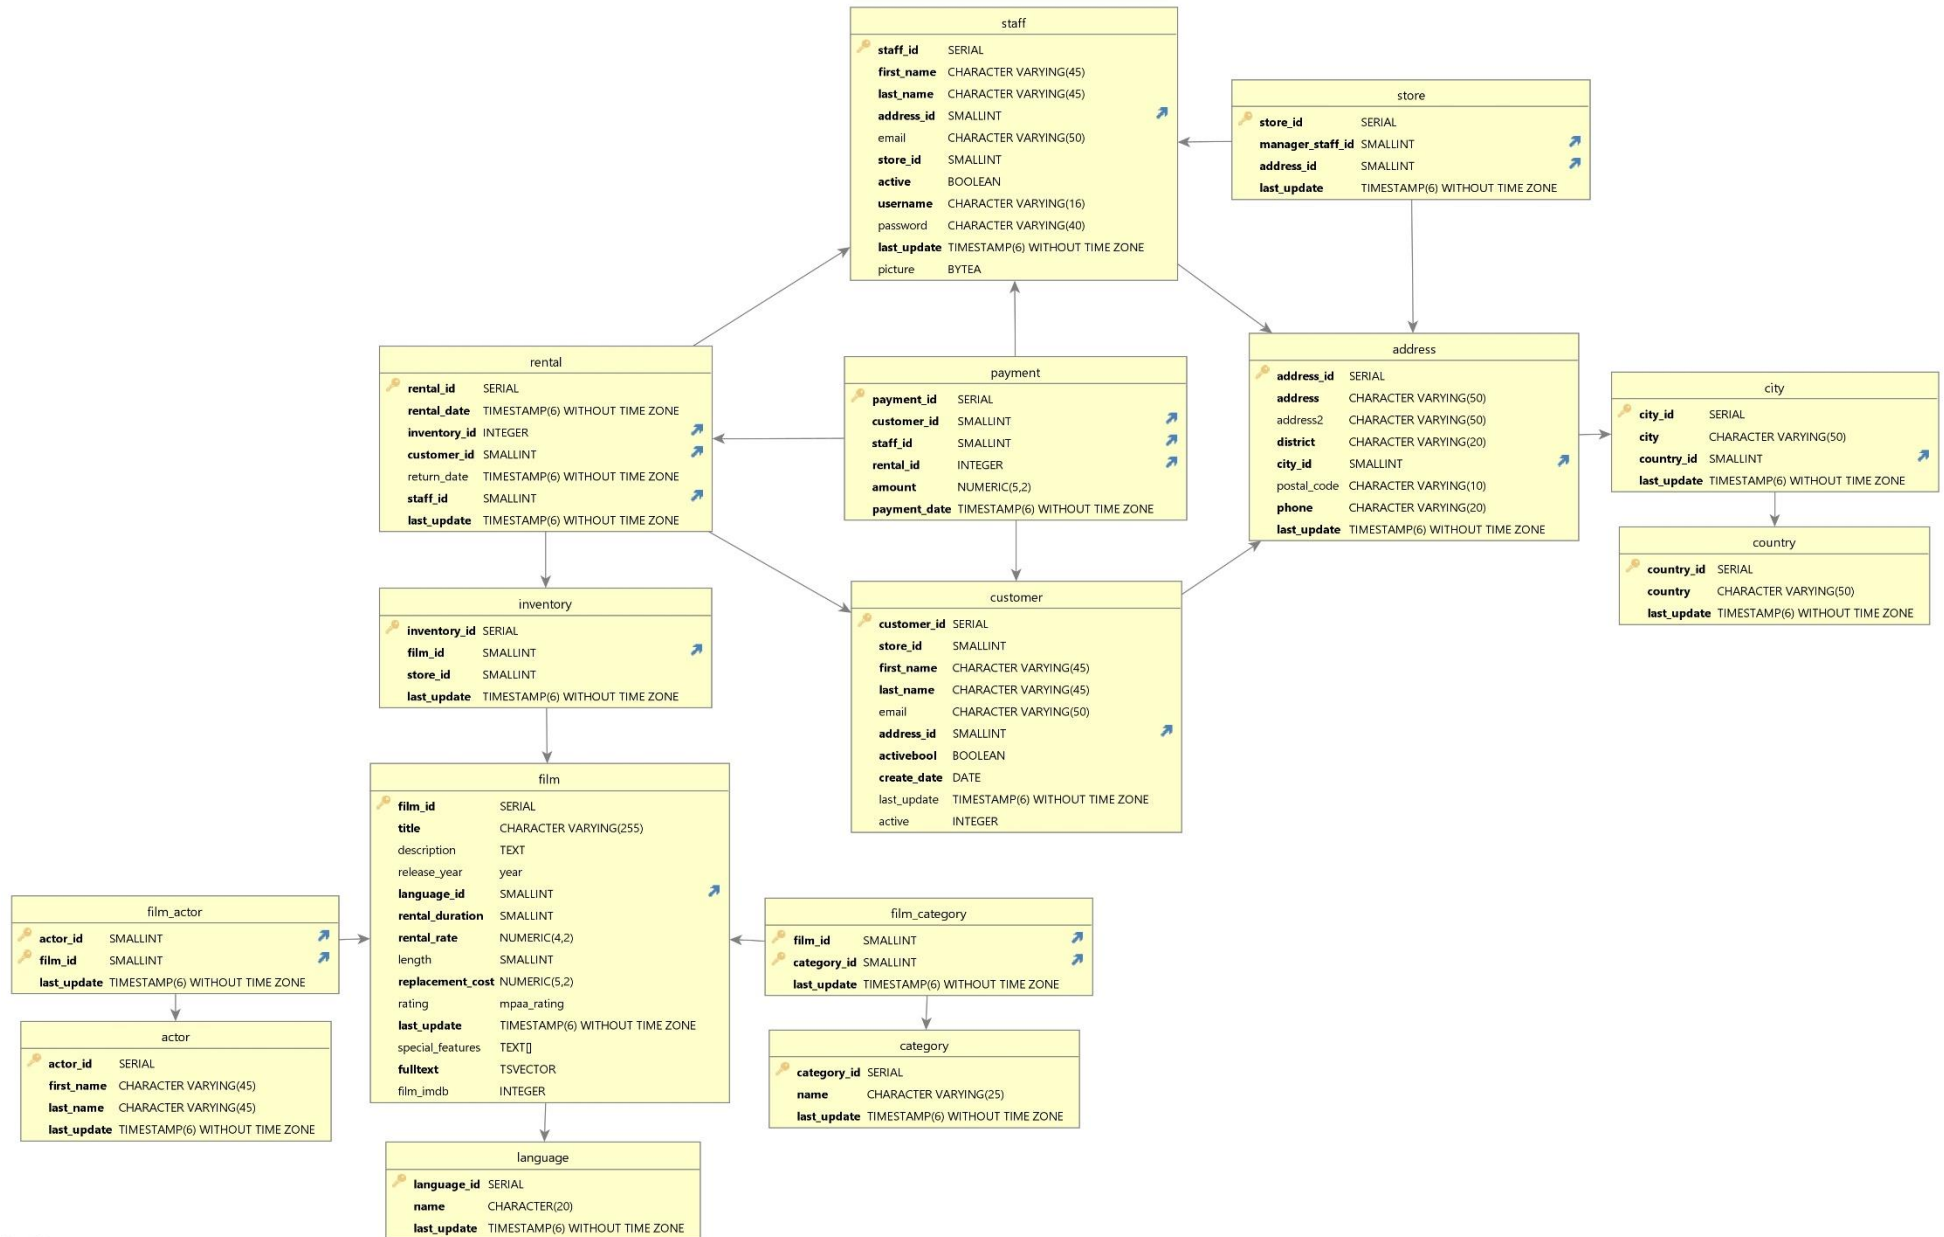 staff
staff_id SERIAL
first_name CHARACTER VARYING(45)
last_name CHARACTER VARYING(45)
address_id SMALLINT
email CHARACTER VARYING(50)
store_id SMALLINT
active BOOLEAN
username CHARACTER VARYING(16)
password CHARACTER VARYING(40)
last_update TIMESTAMP(6) WITHOUT TIME ZONE
picture BYTEA
store
store_id SERIAL
manager_staff_id SMALLINT
address_id SMALLINT
last_update TIMESTAMP(6) WITHOUT TIME ZONE
rental
rental_id SERIAL
rental_date TIMESTAMP(6) WITHOUT TIME ZONE
inventory_id INTEGER
customer_id SMALLINT
return_date TIMESTAMP(6) WITHOUT TIME ZONE
staff_id SMALLINT
last_update TIMESTAMP(6) WITHOUT TIME ZONE
payment
payment_id SERIAL
customer_id SMALLINT
staff_id SMALLINT
rental_id INTEGER
amount NUMERIC(5,2)
payment_date TIMESTAMP(6) WITHOUT TIME ZONE
address
address_id SERIAL
address CHARACTER VARYING(50)
address2 CHARACTER VARYING(50)
district CHARACTER VARYING(20)
city_id SMALLINT
postal_code CHARACTER VARYING(10)
phone CHARACTER VARYING(20)
last_update TIMESTAMP(6) WITHOUT TIME ZONE
city
city_id SERIAL
city CHARACTER VARYING(50)
country_id SMALLINT
last_update TIMESTAMP(6) WITHOUT TIME ZONE
country
country_id SERIAL
country CHARACTER VARYING(50)
last_update TIMESTAMP(6) WITHOUT TIME ZONE
inventory
inventory_id SERIAL
film_id SMALLINT
store_id SMALLINT
last_update TIMESTAMP(6) WITHOUT TIME ZONE
customer
customer_id SERIAL
store_id SMALLINT
first_name CHARACTER VARYING(45)
last_name CHARACTER VARYING(45)
email CHARACTER VARYING(50)
address_id SMALLINT
activebool BOOLEAN
create_date DATE
last_update TIMESTAMP(6) WITHOUT TIME ZONE
active INTEGER
film
film_id SERIAL
title CHARACTER VARYING(255)
description TEXT
release_year year
language_id SMALLINT
rental_duration SMALLINT
rental_rate NUMERIC(4,2)
length SMALLINT
replacement_cost NUMERIC(5,2)
rating mpaa_rating
last_update TIMESTAMP(6) WITHOUT TIME ZONE
special_features TEXT[]
fulltext TSVECTOR
film_imdb INTEGER
film_actor
actor_id SMALLINT
film_id SMALLINT
last_update TIMESTAMP(6) WITHOUT TIME ZONE
film_category
film_id SMALLINT
category_id SMALLINT
last_update TIMESTAMP(6) WITHOUT TIME ZONE
actor
actor_id SERIAL
first_name CHARACTER VARYING(45)
last_name CHARACTER VARYING(45)
last_update TIMESTAMP(6) WITHOUT TIME ZONE
category
category_id SERIAL
name CHARACTER VARYING(25)
last_update TIMESTAMP(6) WITHOUT TIME ZONE
language
language_id SERIAL
name CHARACTER(20)
last_update TIMESTAMP(6) WITHOUT TIME ZONE